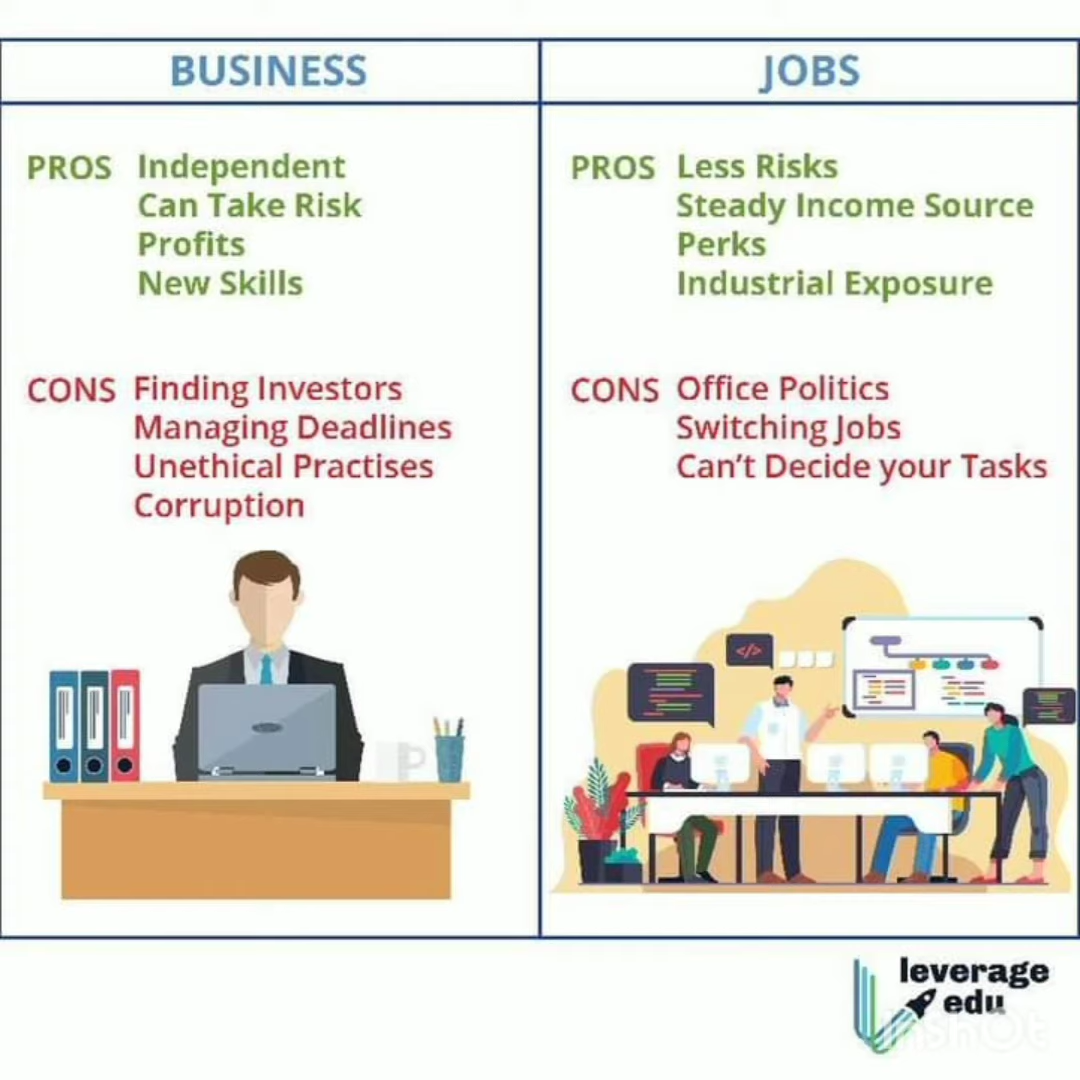 BUSINESS
PROS Independent
Can Take Risk
Profits
New Skills
CONS Finding Investors
Managing Deadlines
Unethical Practises
Corruption
JOBS
PROS Less Risks
Steady Income Source
Perks
Industrial Exposure
CONS Office Politics
Switching Jobs
Can't Decide your Tasks
</>
leverage
edu
InshOt